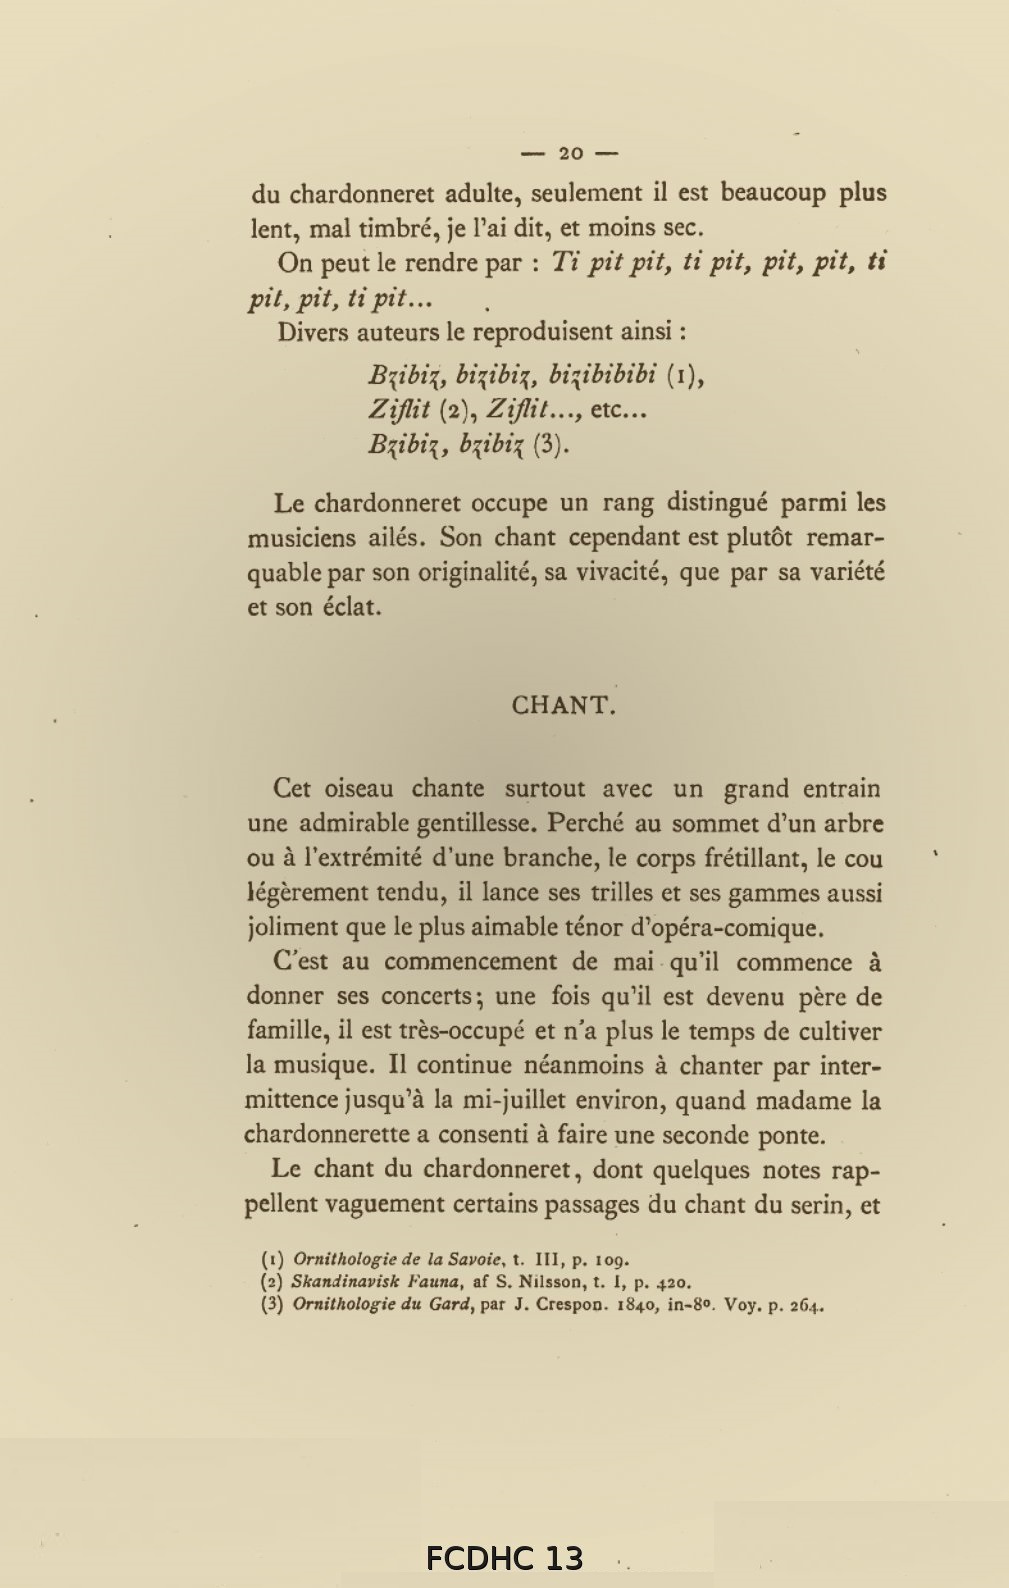 — 20 —
du chardonneret adulte, seulement il est beaucoup plus
lent, mal timbré, je l'ai dit, et moins sec.
On peut le rendre par : Ti pit pit, ti pit, pit, pit, ti
pit, pit, ti pit...
Divers auteurs le reproduisent ainsi :
Bzibiz, bizibiz, bizibibibi (1),
Ziflit (2), Ziflit..., etc...
Bzibiz, bzibiz (3).
Le chardonneret occupe un rang distingué parmi les
musiciens ailés. Son chant cependant est plutôt remar-
quable par son originalité, sa vivacité, que par sa variété
et son éclat.
CHANT.
Cet oiseau chante surtout avec un grand entrain
une admirable gentillesse. Perché au sommet d'un arbre
ou à l'extrémité d'une branche, le corps frétillant, le cou
légèrement tendu, il lance ses trilles et ses gammes aussi
joliment que le plus aimable ténor d'opéra-comique.
C'est au commencement de mai qu'il commence à
donner ses concerts; une fois qu'il est devenu père de
famille, il est très-occupé et n'a plus le temps de cultiver
la musique. Il continue néanmoins à chanter par inter-
mittence jusqu'à la mi-juillet environ, quand madame la
chardonnerette a consenti à faire une seconde ponte.
Le chant du chardonneret, dont quelques notes rap-
pellent vaguement certains passages du chant du serin, et
(1) Ornithologie de la Savoie, t. III, p. 109.
(2) Skandinavisk Fauna, af S. Nilsson, t. I, p. 420.
(3) Ornithologie du Gard, par J. Crespon. 1840, in-8º. Voy. p. 264.
FCDHC 13